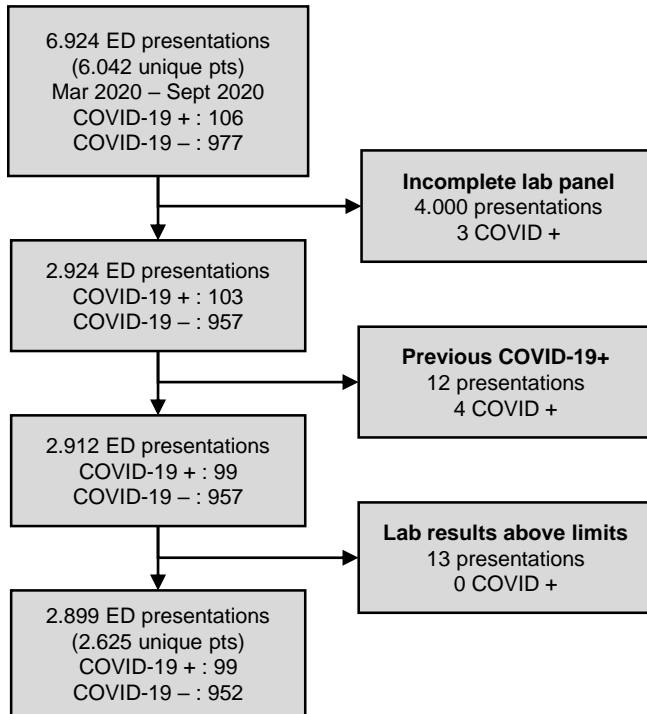 6.924 ED presentations
(6.042 unique pts)
Mar 2020 – Sept 2020
COVID-19 + : 106
COVID-19 – : 977
Incomplete lab panel
4.000 presentations
3 COVID +
2.924 ED presentations
COVID-19 + : 103
COVID-19 – : 957
Previous COVID-19+
12 presentations
4 COVID +
2.912 ED presentations
COVID-19 + : 99
COVID-19 – : 957
Lab results above limits
13 presentations
0 COVID +
2.899 ED presentations
(2.625 unique pts)
COVID-19 + : 99
COVID-19 – : 952